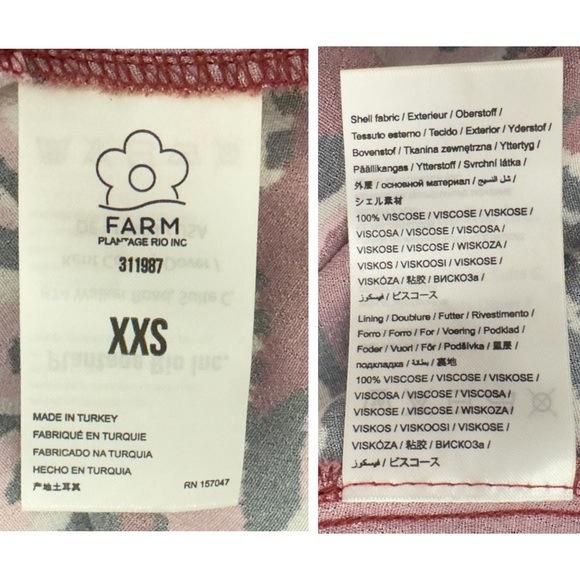 FARM
PLANTAGE RIO INC
311987
XXS
MADE IN TURKEY
FABRIQUÉ EN TURQUIE
FABRICADO NA TURQUIA
HECHO EN TURQUIA
产地土耳其
RN 157047
Shell fabric / Exterieur / Oberstoff /
Tessuto esterno / Tecido / Exterior / Yderstof /
Bovenstof / Tkanina zewnętrzna / Yttertyg /
Päällikangas / Ytterstoff / Svrchní látka /
外层 / основной материал / شل النسيج /
シェル素材
100% VISCOSE / VISCOSE / VISKOSE /
VISCOSA / VISCOSE / VISCOSA /
VISKOSE / VISCOSE / WISKOZA /
VISKOS / VISKOOSI / VISKOSE /
VISKÓZA / 粘胶 / ВИСКОЗа /
فيسكوز / ビスコース
Lining / Doublure / Futter / Rivestimento /
Forro / Forro / For / Voering / Podklad /
Foder / Vuori / Fôr / Podšívka / 里层 /
подкладка / بطانة / 裏地
100% VISCOSE / VISCOSE / VISKOSE /
VISCOSA / VISCOSE / VISCOSA /
VISKOSE / VISCOSE / WISKOZA /
VISKOS / VISKOOSI / VISKOSE /
VISKÓZA / 粘胶 / ВИСКОЗа /
فيسكوز / ビスコース